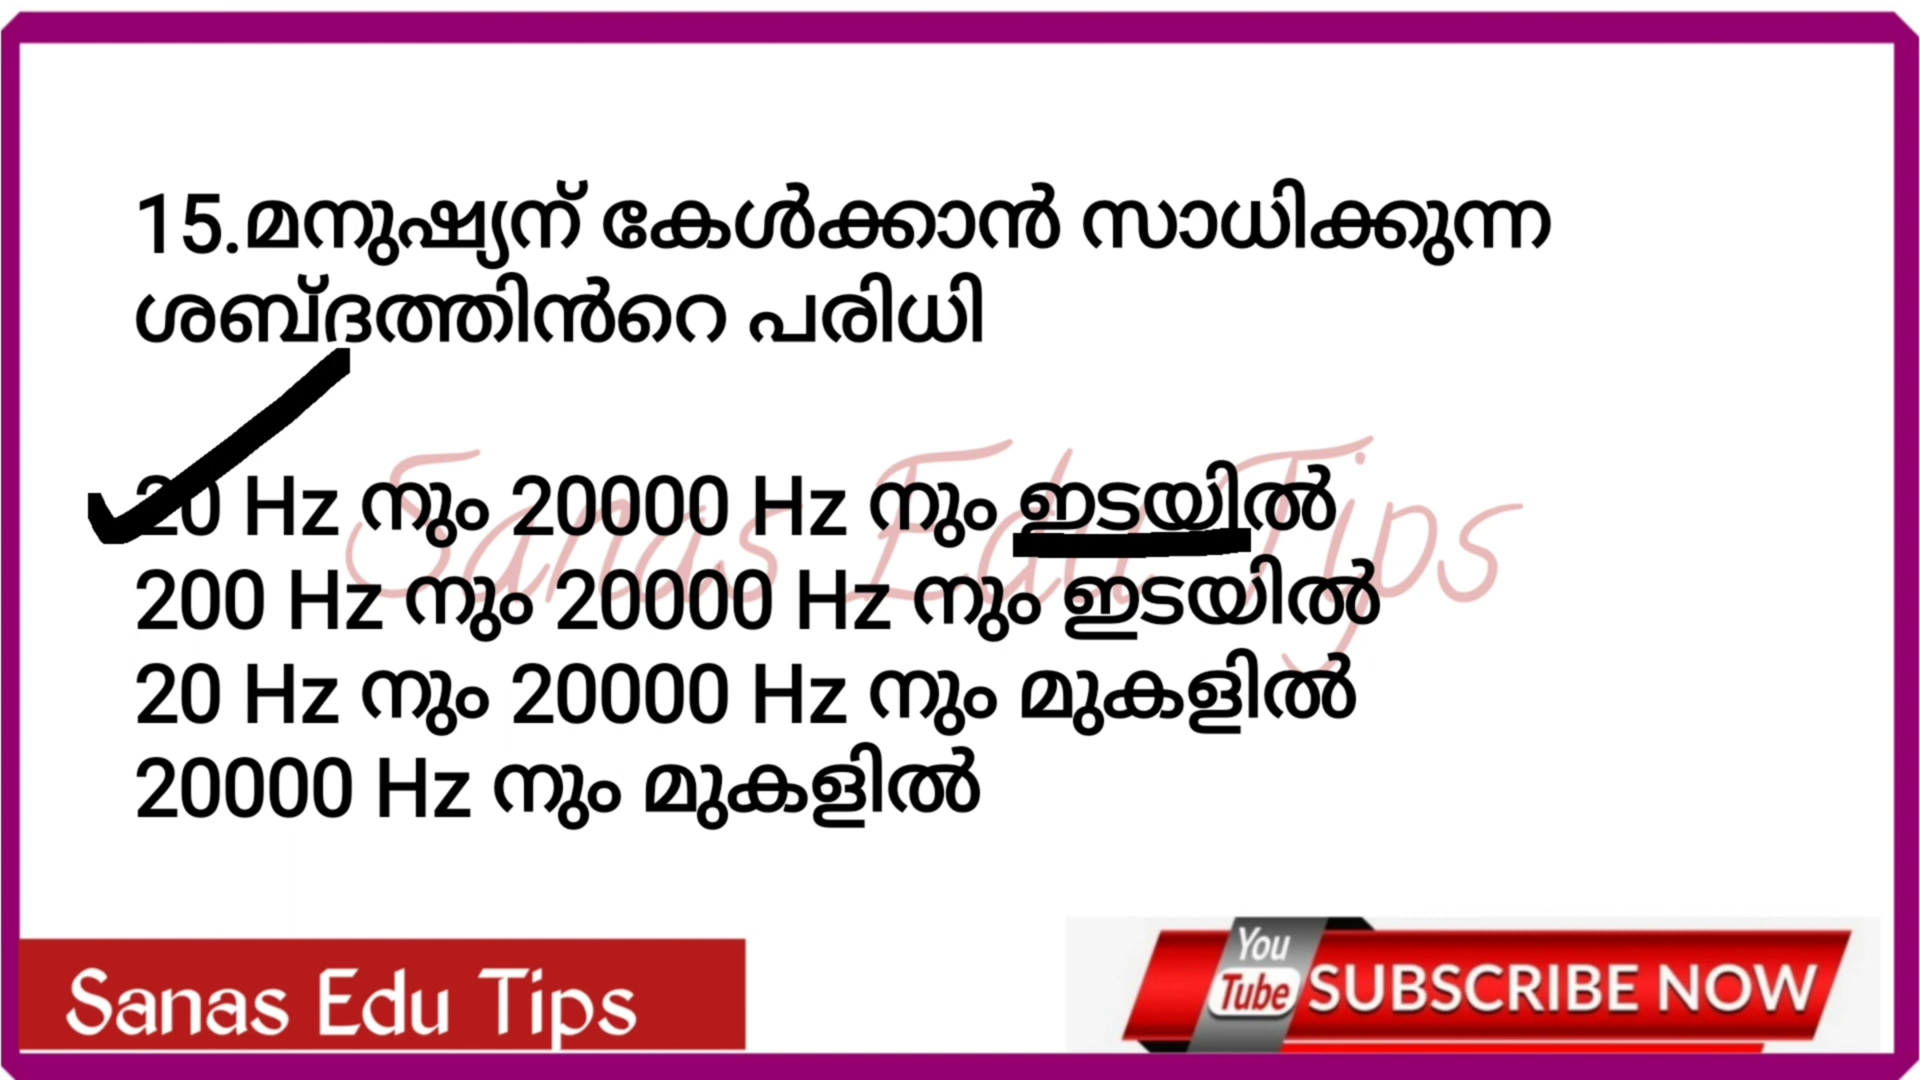 15.മനുഷ്യന് കേൾക്കാൻ സാധിക്കുന്ന
ശബ്ദത്തിൻറെ പരിധി
20 Hz നും 20000 Hz നും ഇടയിൽ
200 Hz നും 20000 Hz നും ഇടയിൽ
20 Hz നും 20000 Hz നും മുകളിൽ
20000 Hz നും മുകളിൽ
Sanas Edu Tips
Sanas Edu Tips
You Tube SUBSCRIBE NOW